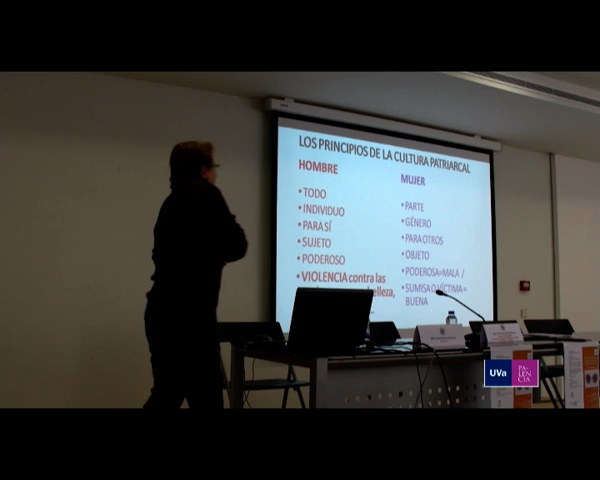 LOS PRINCIPIOS DE LA CULTURA PATRIARCAL
HOMBRE
• TODO
• INDIVIDUO
• PARA SÍ
• SUJETO
• PODEROSO
• VIOLENCIA contra las
elleza,
MUJER
• PARTE
• GÉNERO
• PARA OTROS
• OBJETO
• PODEROSA=MALA /
• SUMISA O VÍCTIMA =
BUENA
UVa
PA-
LEN
CIA